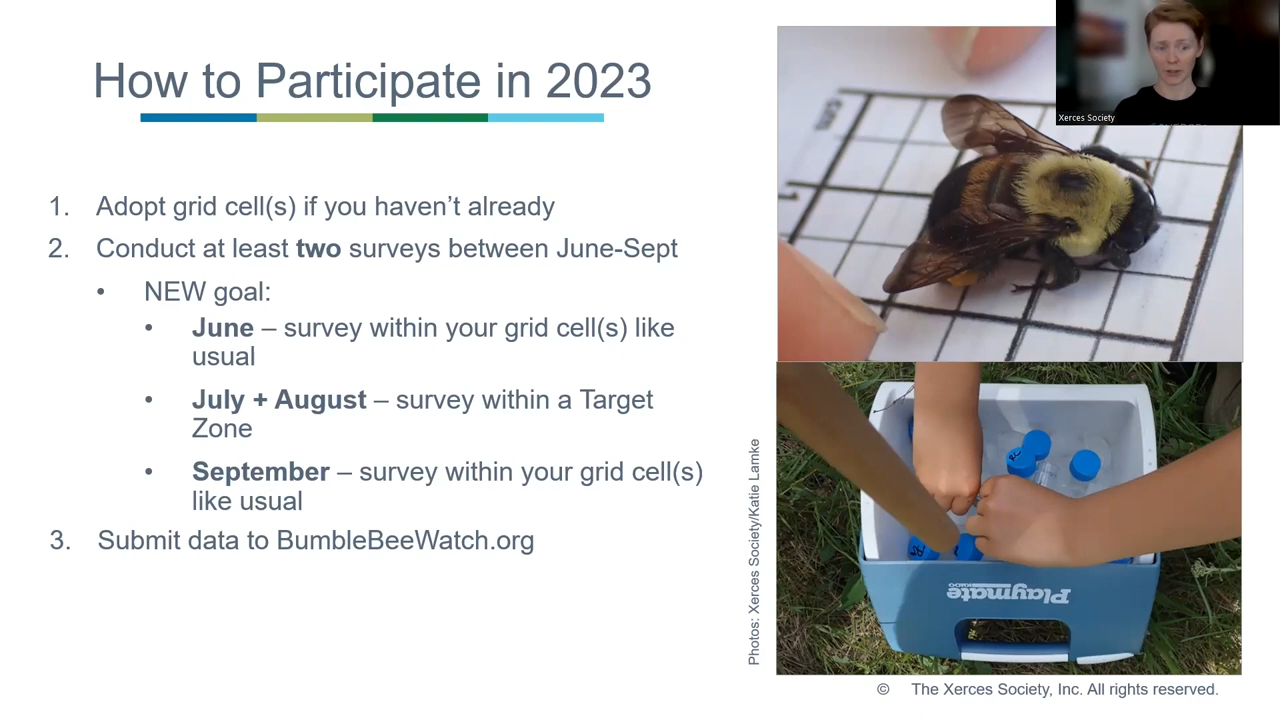 How to Participate in 2023
1. Adopt grid cell(s) if you haven’t already
2. Conduct at least two surveys between June-Sept
• NEW goal:
• June – survey within your grid cell(s) like
usual
• July + August – survey within a Target
Zone
• September – survey within your grid cell(s)
like usual
3. Submit data to BumbleBeeWatch.org
Xerces Society
1
Photos: Xerces Society/Katie Lamke
Playmate
© The Xerces Society, Inc. All rights reserved.